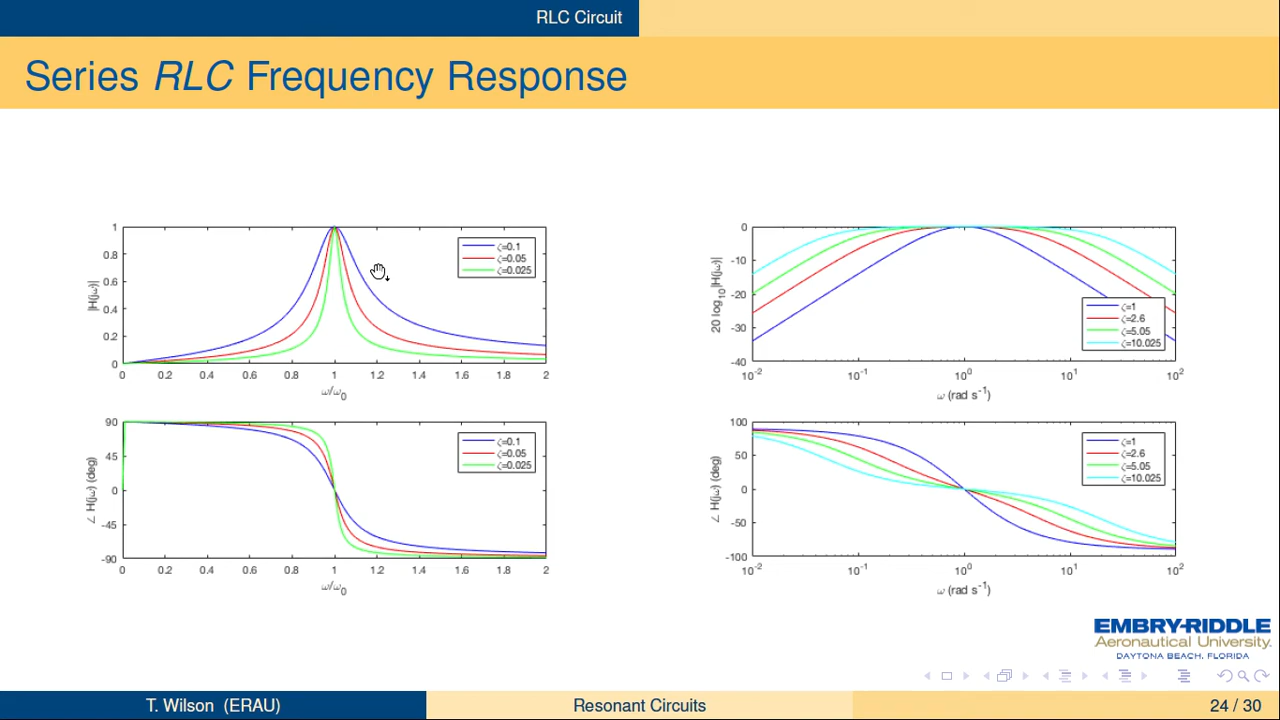 RLC Circuit
Series RLC Frequency Response
|H(jω)|
1
0.8
0.6
0.4
0.2
0
0 0.2 0.4 0.6 0.8 1 1.2 1.4 1.6 1.8 2
ω/ω0
ζ=0.1
ζ=0.05
ζ=0.025
20 log10|H(jω)|
0
-10
-20
-30
-40
10-2 10-1 100 101 102
ω (rad s-1)
ζ=1
ζ=2.6
ζ=5.05
ζ=10.025
∠ H(jω) (deg)
90
45
0
-45
-90
0 0.2 0.4 0.6 0.8 1 1.2 1.4 1.6 1.8 2
ω/ω0
ζ=0.1
ζ=0.05
ζ=0.025
∠ H(jω) (deg)
100
50
0
-50
-100
10-2 10-1 100 101 102
ω (rad s-1)
ζ=1
ζ=2.6
ζ=5.05
ζ=10.025
EMBRY-RIDDLE
Aeronautical University.
DAYTONA BEACH, FLORIDA
T. Wilson (ERAU) Resonant Circuits 24 / 30